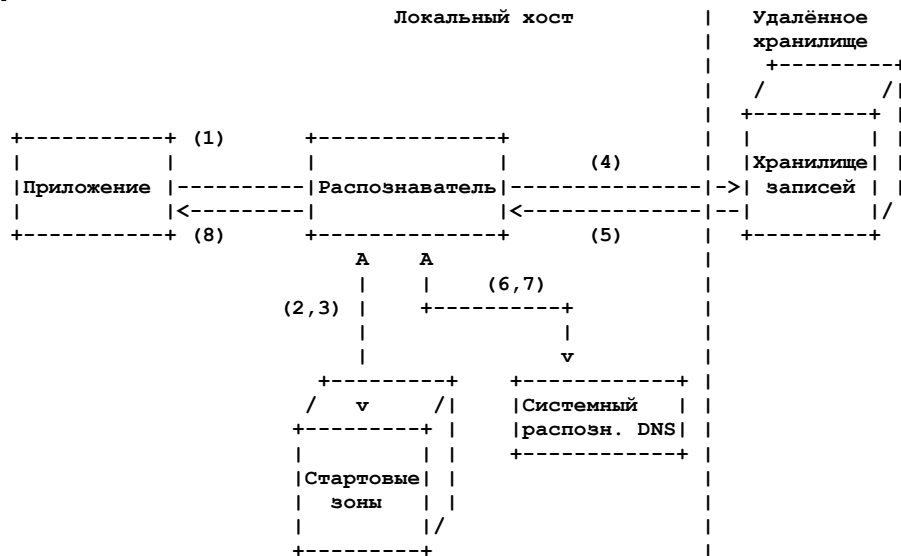 Локальный хост | Удалённое
хранилище
(1)
(4) Хранилище
Приложение Распознаватель записей
(8) (5)
A A
(6,7)
(2,3)
v
v Системный
распозн. DNS
Стартовые
зоны